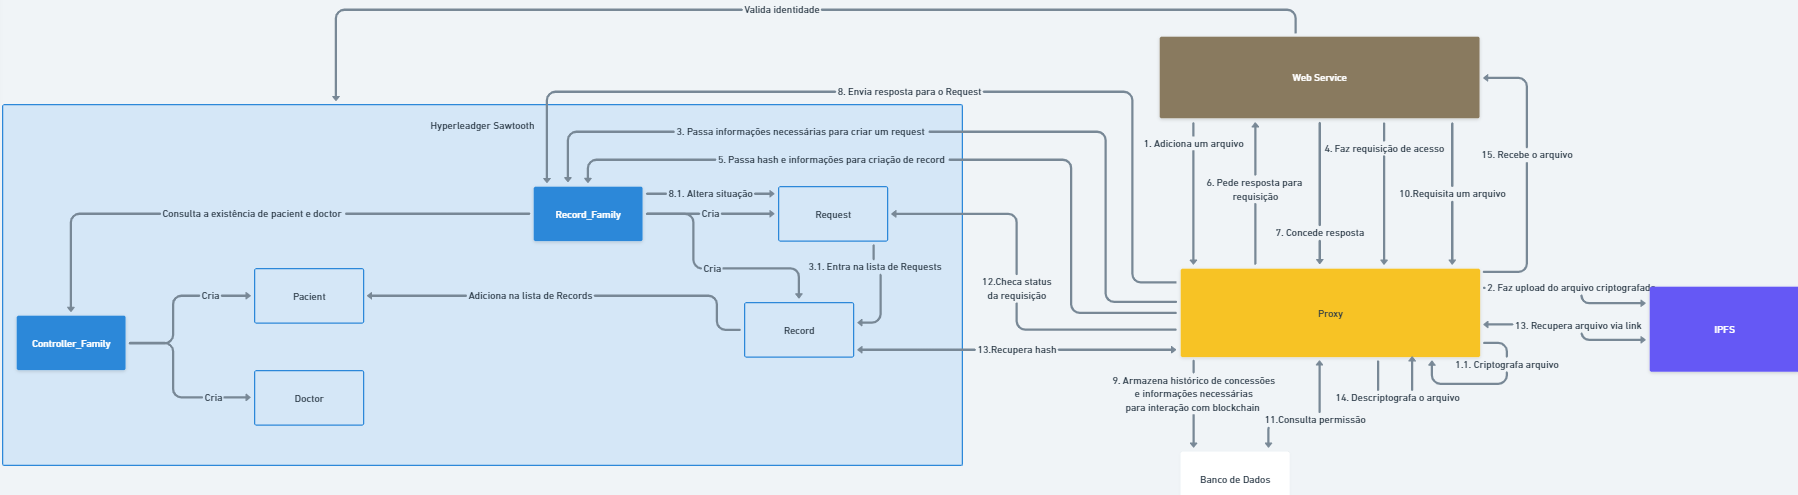 Valida identidade
Web Service
8. Envia resposta para o Request
Hyperleadger Sawtooth
3. Passa informações necessárias para criar um request
1. Adiciona um arquivo
4. Faz requisição de acesso
15. Recebe o arquivo
5. Passa hash e informações para criação de record
6. Pede resposta para
requisição
10.Requisita um arquivo
8.1. Altera situação
Consulta a existência de pacient e doctor
Record_Family
Cria
Request
7. Concede resposta
Cria
3.1. Entra na lista de Requests
12.Checa status
da requisição
2. Faz upload do arquivo criptografado
Cria
Pacient
Adiciona na lista de Records
Proxy
13. Recupera arquivo via link
IPFS
Record
Controller_Family
13.Recupera hash
1.1. Criptografa arquivo
9. Armazena histórico de concessões
e informações necessárias
para interação com blockchain
Cria
Doctor
14. Descriptografa o arquivo
11.Consulta permissão
Banco de Dados